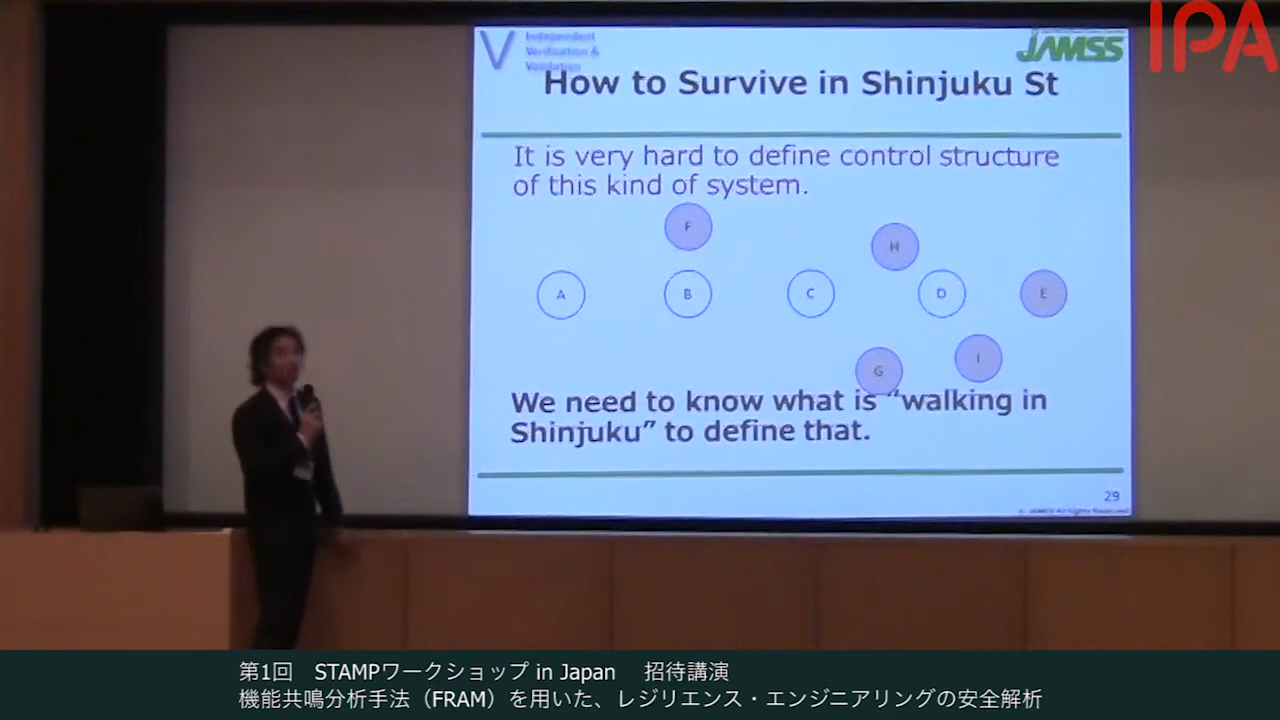 IPA
V
Independent
Verification &
Validation
JAMSS
How to Survive in Shinjuku St
It is very hard to define control structure
of this kind of system.
F
H
A B C D E
G I
We need to know what is “walking in
Shinjuku” to define that.
29
© JAMSS All Rights Reserved
第1回 STAMPワークショップ in Japan 招待講演
機能共鳴分析手法（FRAM）を用いた、レジリエンス・エンジニアリングの安全解析